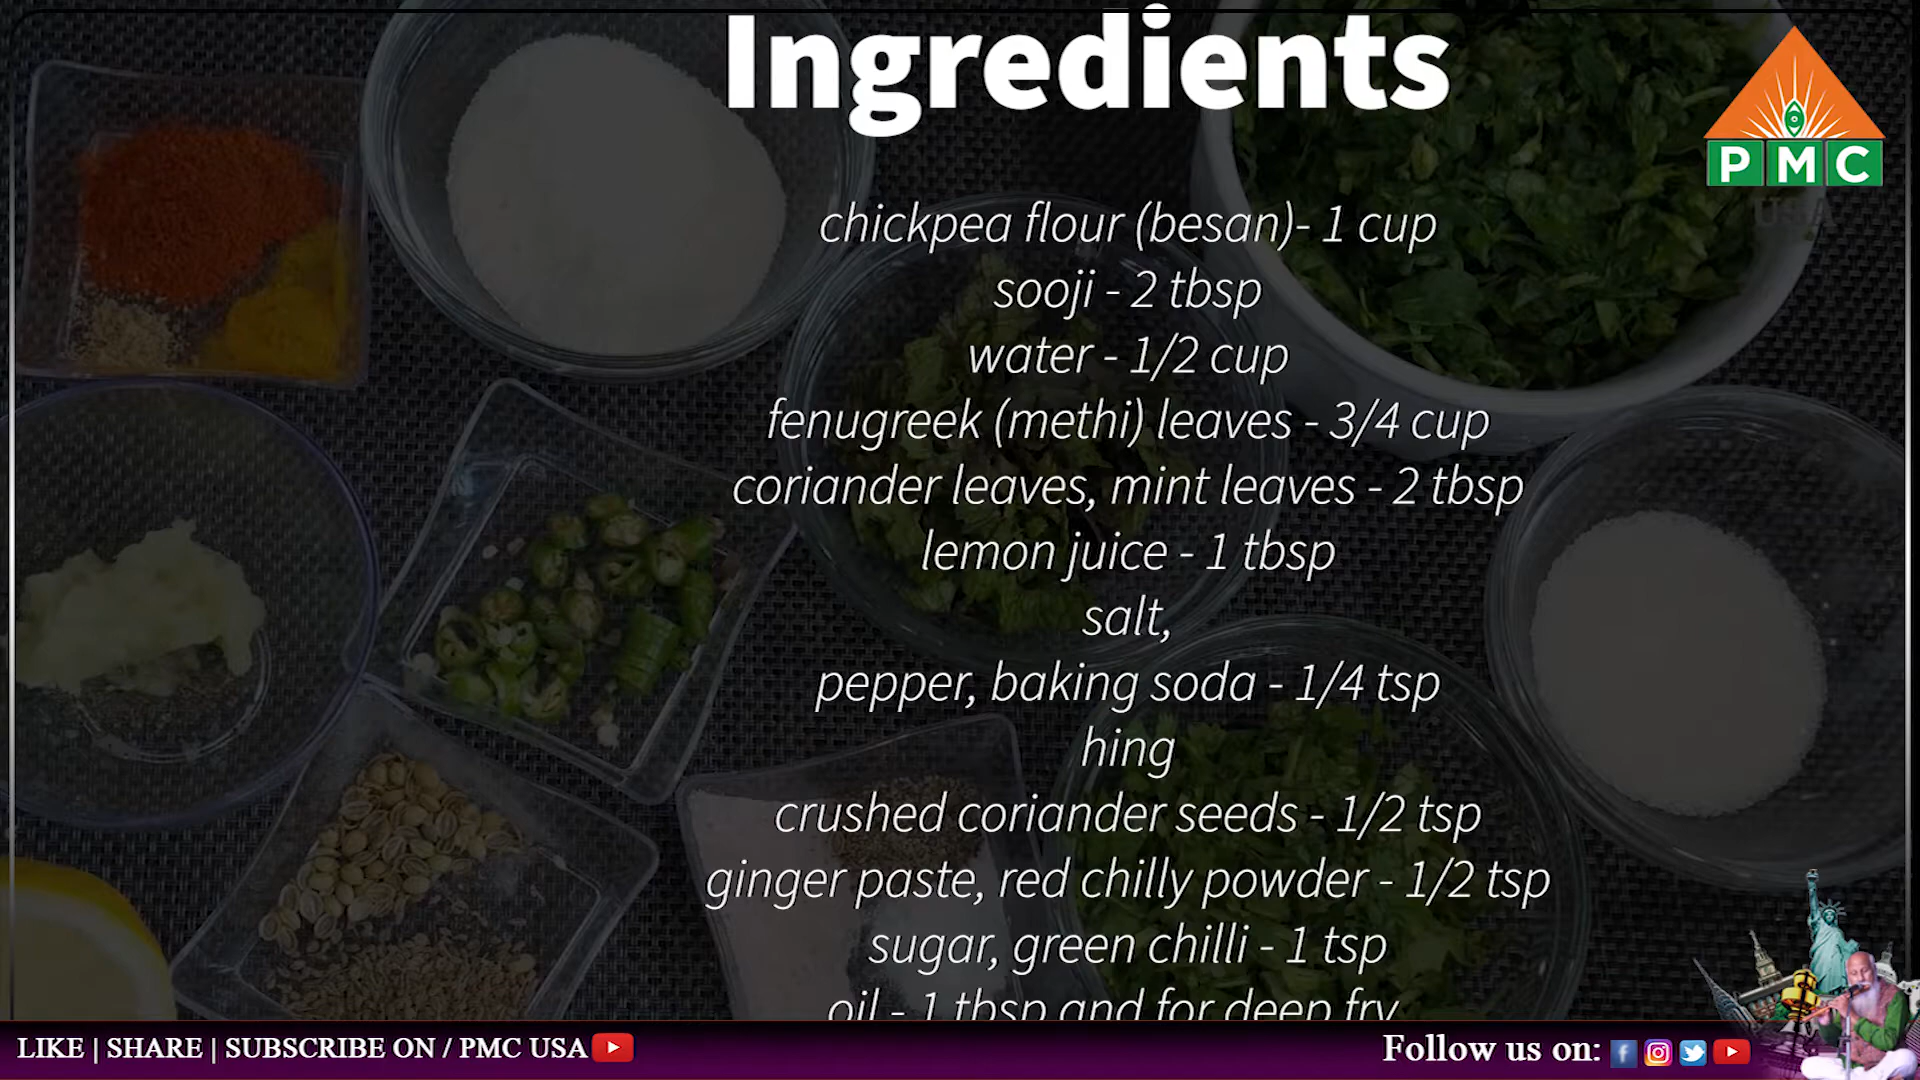 Ingredients
PMC
USA
chickpea flour (besan)- 1 cup
sooji - 2 tbsp
water - 1/2 cup
fenugreek (methi) leaves - 3/4 cup
coriander leaves, mint leaves - 2 tbsp
lemon juice - 1 tbsp
salt,
pepper, baking soda - 1/4 tsp
hing
crushed coriander seeds - 1/2 tsp
ginger paste, red chilly powder - 1/2 tsp
sugar, green chilli - 1 tsp
oil - 1 tbsp and for deep fry
LIKE | SHARE | SUBSCRIBE ON / PMC USA
Follow us on: